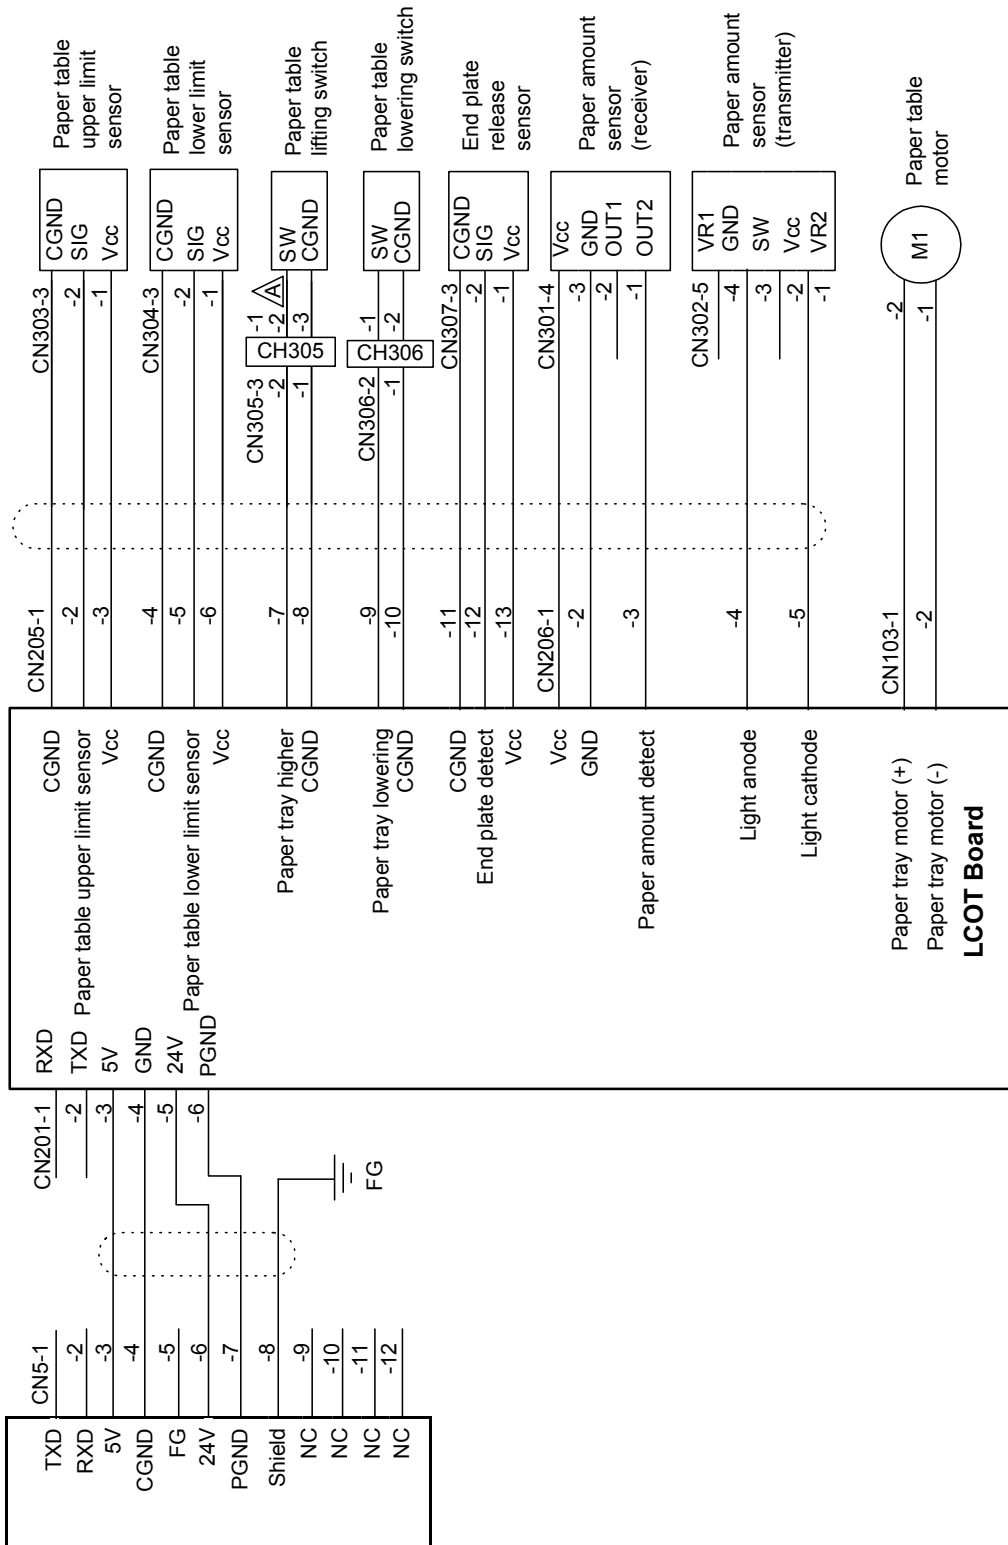 TXD
RXD
5V
CGND
FG
24V
PGND
Shield
NC
NC
NC
NC
CN5-1
-2
-3
-4
-5
-6
-7
-8
-9
-10
-11
-12
FG
CN201-1
-2
-3
-4
-5
-6
RXD
TXD
5V
GND
24V
PGND
CGND
Paper table upper limit sensor
Vcc
CGND
Paper table lower limit sensor
Vcc
Paper tray higher
CGND
Paper tray lowering
CGND
CGND
End plate detect
Vcc
Vcc
GND
Paper amount detect
Light anode
Light cathode
Paper tray motor (+)
Paper tray motor (-)
LCOT Board
CN205-1
-2
-3
-4
-5
-6
-7
-8
-9
-10
-11
-12
-13
CN206-1
-2
-3
-4
-5
CN103-1
-2
CN303-3
-2
-1
CN304-3
-2
-1
CN305-3
-2
-1
CH305
-1
-2
-3
A
CN306-2
-1
CH306
-1
-2
CN307-3
-2
-1
CN301-4
-3
-2
-1
CN302-5
-4
-3
-2
-1
-2
-1
CGND
SIG
Vcc
CGND
SIG
Vcc
SW
CGND
SW
CGND
CGND
SIG
Vcc
Vcc
GND
OUT1
OUT2
VR1
GND
SW
Vcc
VR2
M1
Paper table
upper limit
sensor
Paper table
lower limit
sensor
Paper table
lifting switch
Paper table
lowering switch
End plate
release
sensor
Paper amount
sensor
(receiver)
Paper amount
sensor
(transmitter)
Paper table
motor